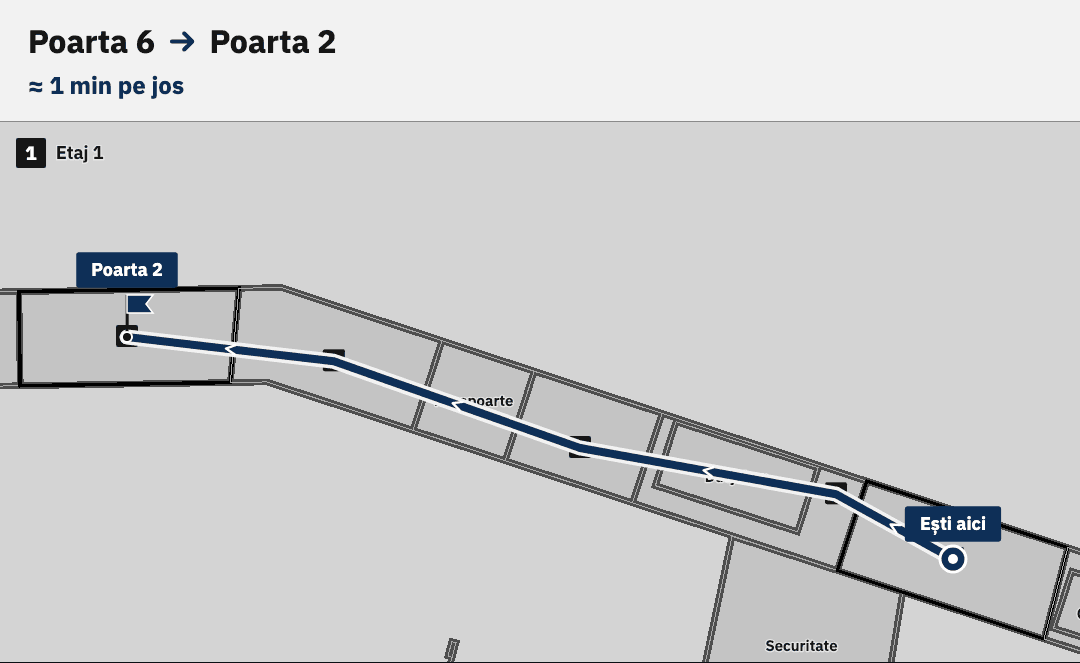 Poarta 6 → Poarta 2
≈ 1 min pe jos
1 Etaj 1
Poarta 2
Ești aici
Securitate